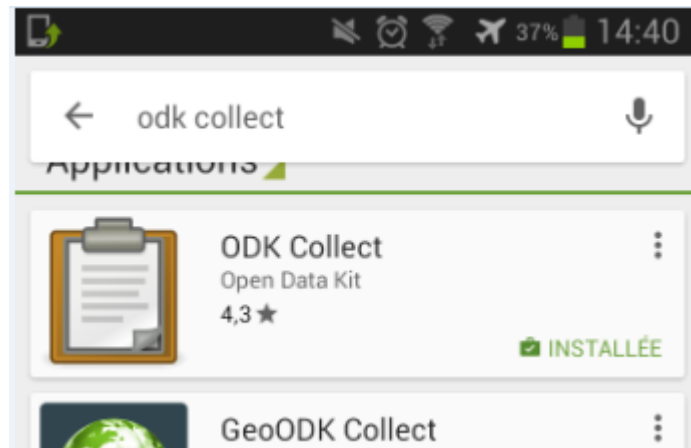 37% 14:40
odk collect
Applications
ODK Collect
Open Data Kit
4,3
INSTALLÉE
GeoODK Collect